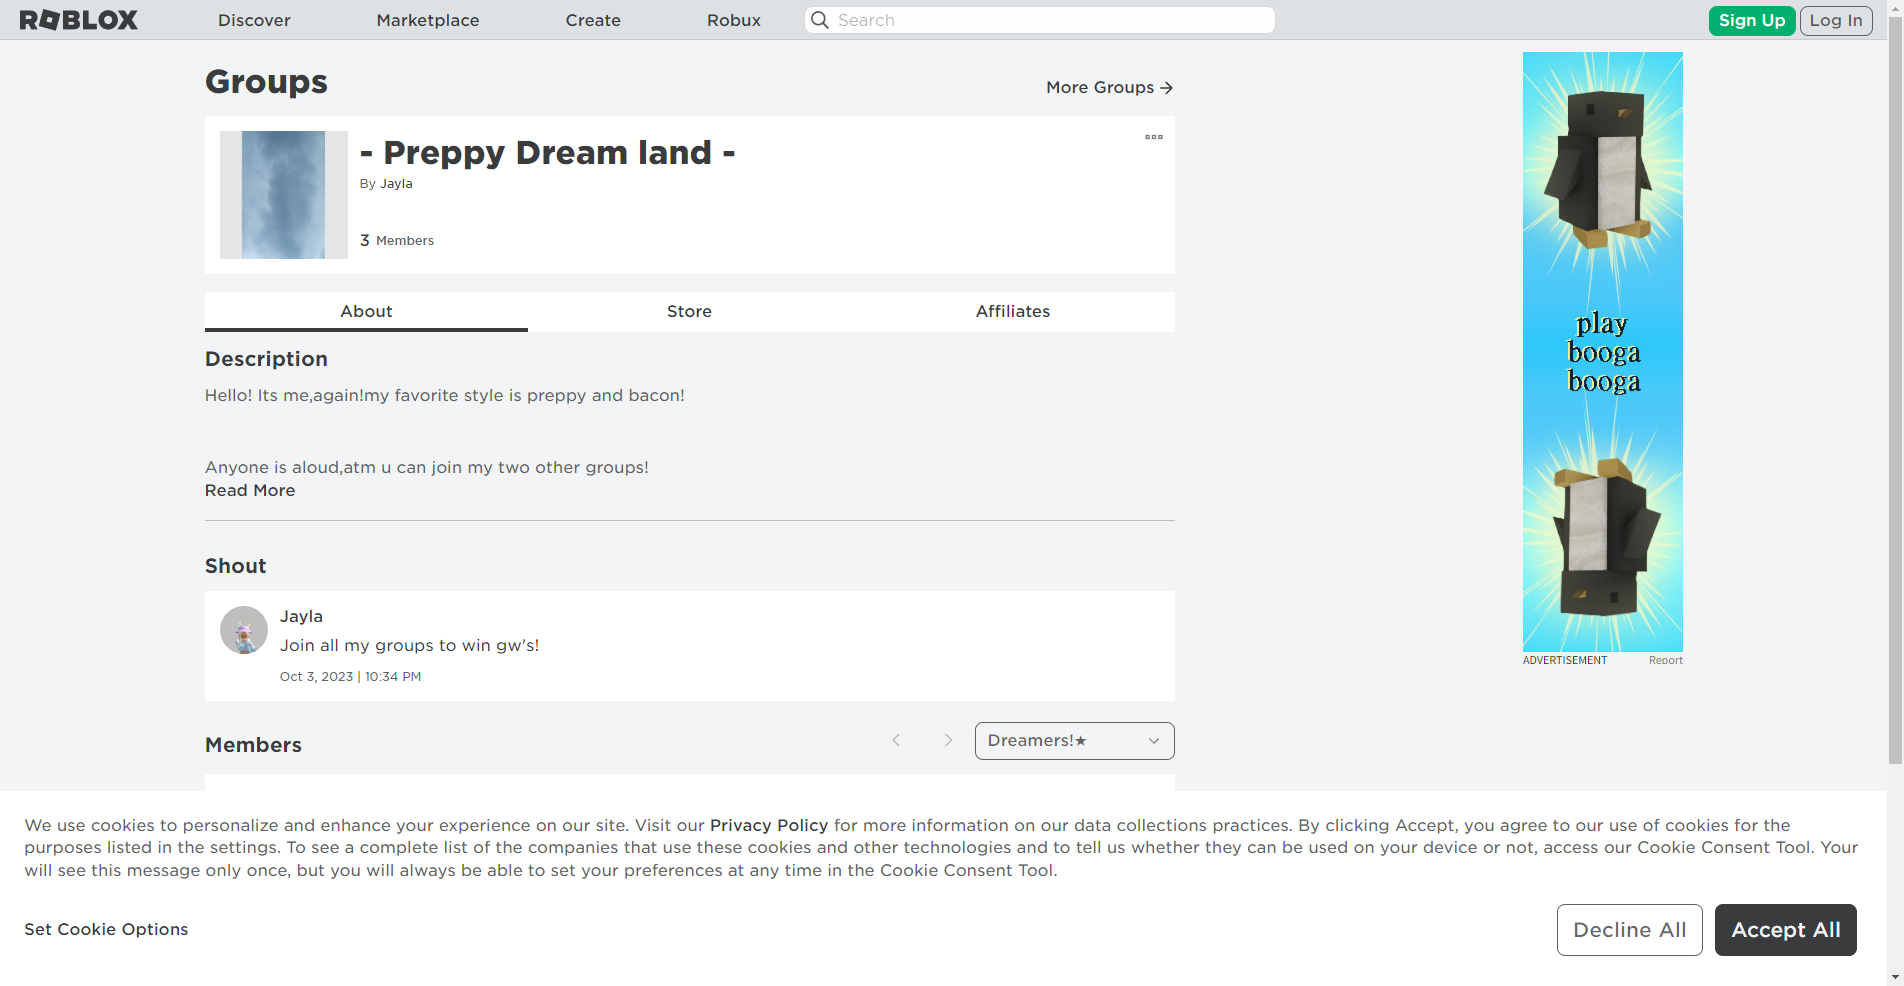 ROBLOX
Discover
Marketplace
Create
Robux
Search
Sign Up
Log In
Groups
More Groups →
- Preppy Dream land -
By Jayla
3 Members
About
Store
Affiliates
Description
Hello! Its me,again!my favorite style is preppy and bacon!
Anyone is aloud,atm u can join my two other groups!
Read More
Shout
Jayla
Join all my groups to win gw's!
Oct 3, 2023 | 10:34 PM
Members
Dreamers!★
play
booga
booga
ADVERTISEMENT
Report
We use cookies to personalize and enhance your experience on our site. Visit our Privacy Policy for more information on our data collections practices. By clicking Accept, you agree to our use of cookies for the
purposes listed in the settings. To see a complete list of the companies that use these cookies and other technologies and to tell us whether they can be used on your device or not, access our Cookie Consent Tool. Your
will see this message only once, but you will always be able to set your preferences at any time in the Cookie Consent Tool.
Set Cookie Options
Decline All
Accept All